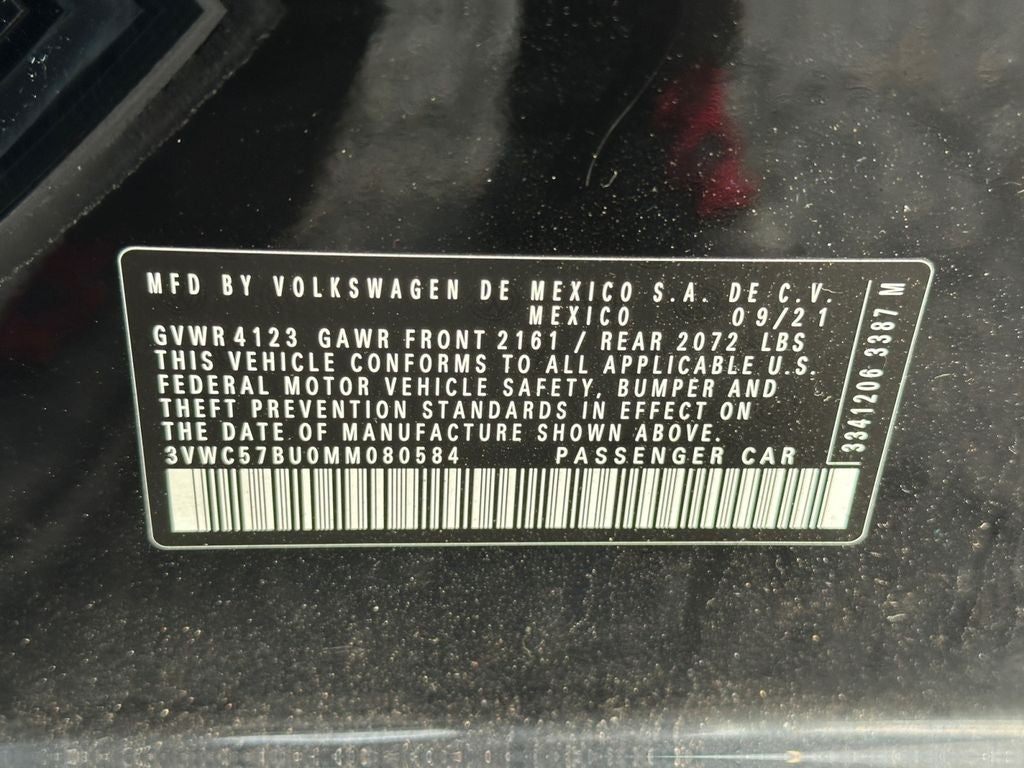 MFD BY VOLKSWAGEN DE MEXICO S.A. DE C.V.
MEXICO 09/21
GVWR 4123 GAWR FRONT 2161 / REAR 2072 LBS
THIS VEHICLE CONFORMS TO ALL APPLICABLE U.S.
FEDERAL MOTOR VEHICLE SAFETY, BUMPER AND
THEFT PREVENTION STANDARDS IN EFFECT ON
THE DATE OF MANUFACTURE SHOWN ABOVE.
3VWC57BU0MM080584 PASSENGER CAR
3341206 3387 M